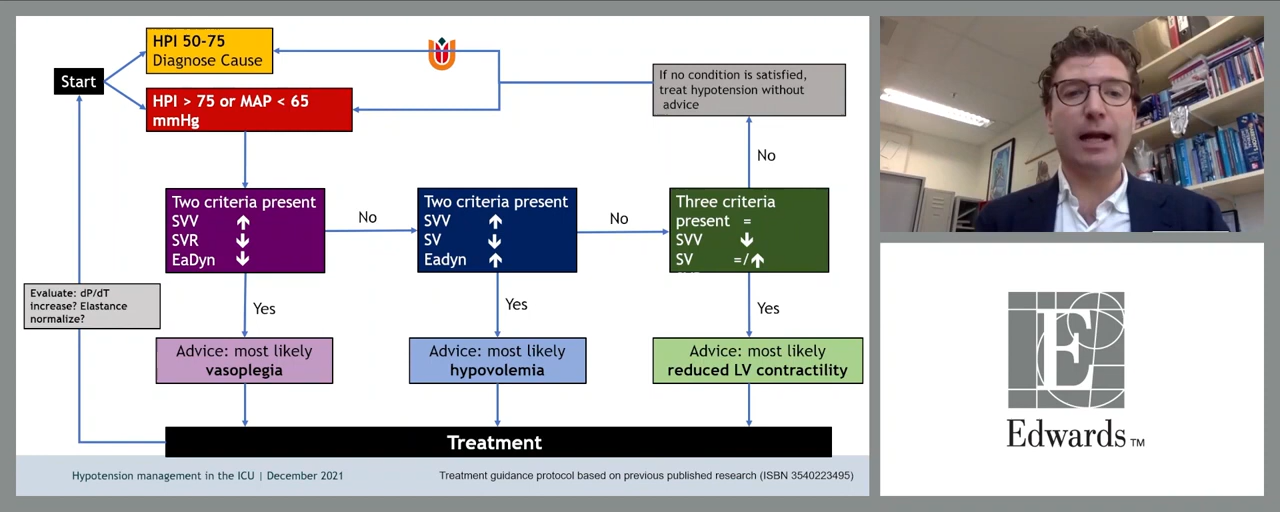 Start
HPI 50-75
Diagnose Cause
HPI > 75 or MAP < 65
mmHg
If no condition is satisfied,
treat hypotension without
advice
No
Two criteria present
SVV ↑
SVR ↓
EaDyn ↓
No
Two criteria present
SVV ↑
SV ↓
Eadyn ↑
No
Three criteria
present =
SVV ↓
SV =/↑
Evaluate: dP/dT
increase? Elastance
normalize?
Yes
Yes
Yes
Advice: most likely
vasoplegia
Advice: most likely
hypovolemia
Advice: most likely
reduced LV contractility
Treatment
Hypotension management in the ICU | December 2021
Treatment guidance protocol based on previous published research (ISBN 3540223495)
E
Edwards™